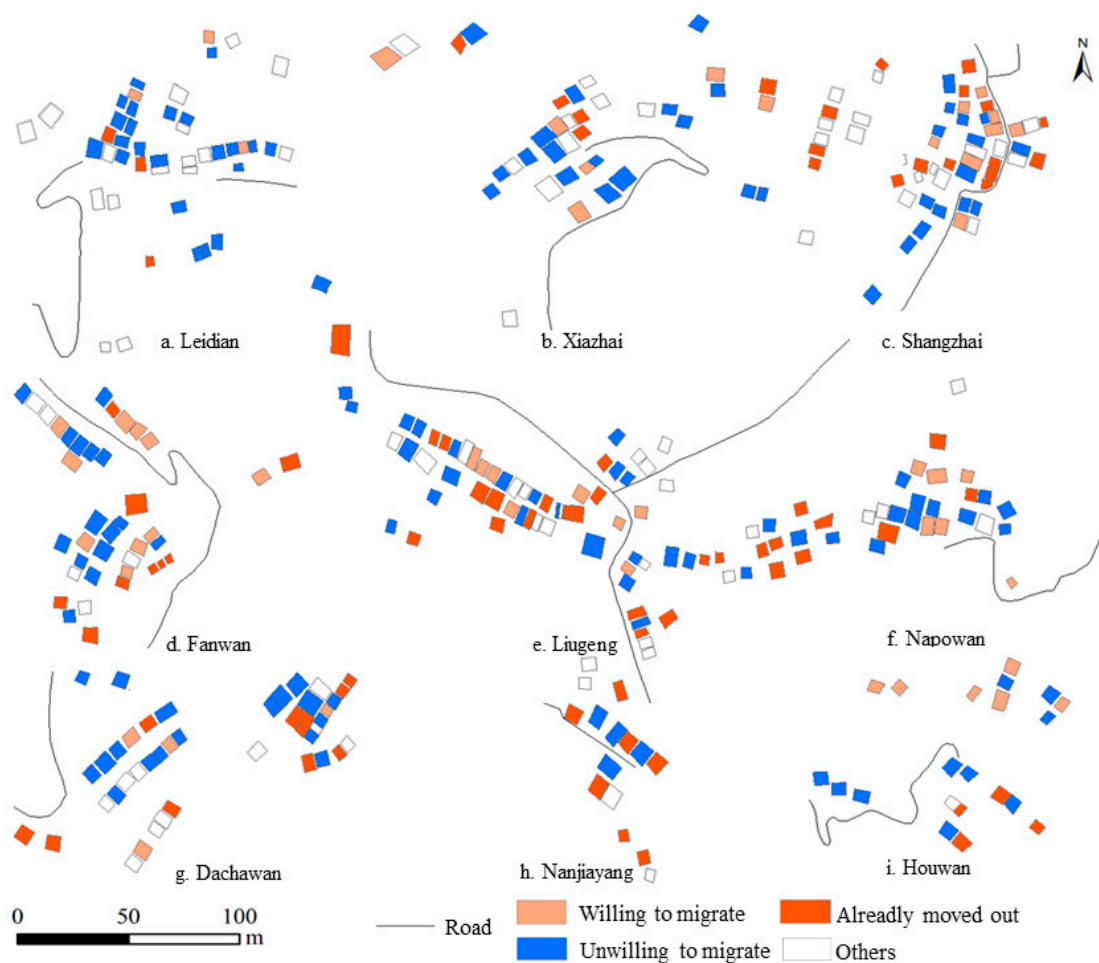 N
a. Leidian
b. Xiazhai
c. Shangzhai
d. Fanwan
e. Liugeng
f. Napowan
g. Dachawan
h. Nanjiayang
i. Houwan
0 50 100
m
Road
Willing to migrate
Alreadly moved out
Unwilling to migrate
Others